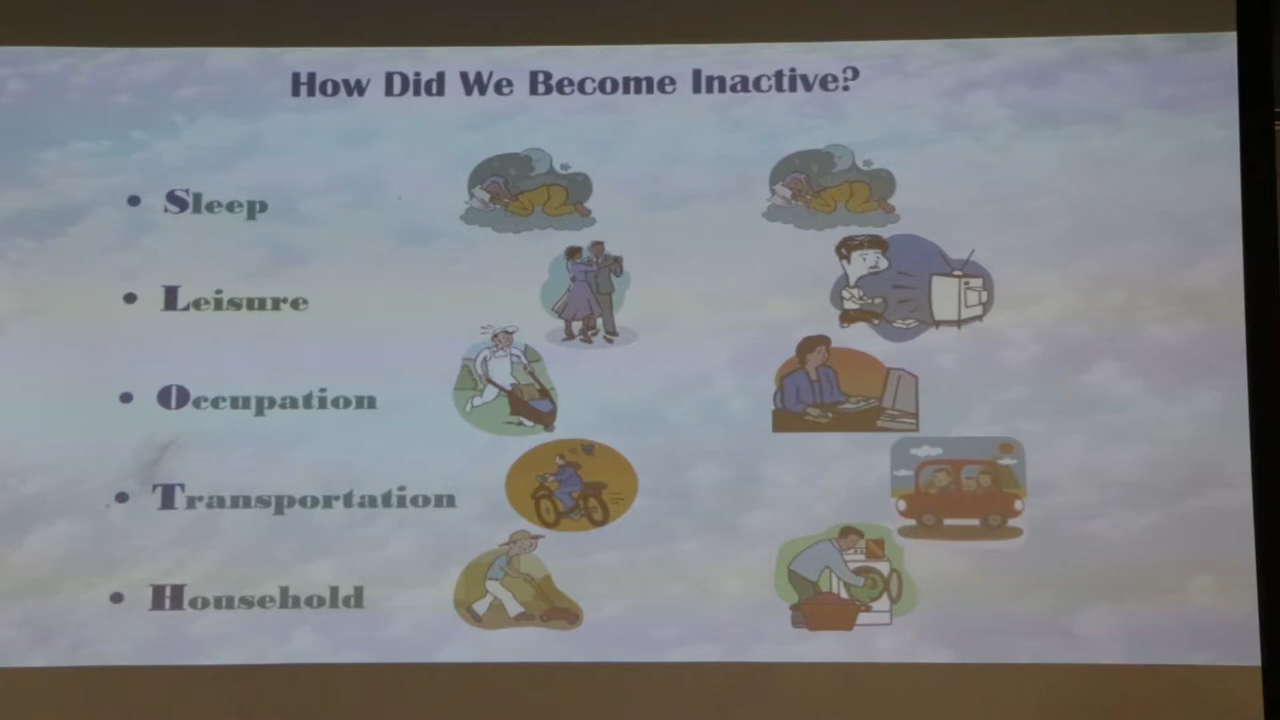 How Did We Become Inactive?
• Sleep
• Leisure
• Occupation
• Transportation
• Household